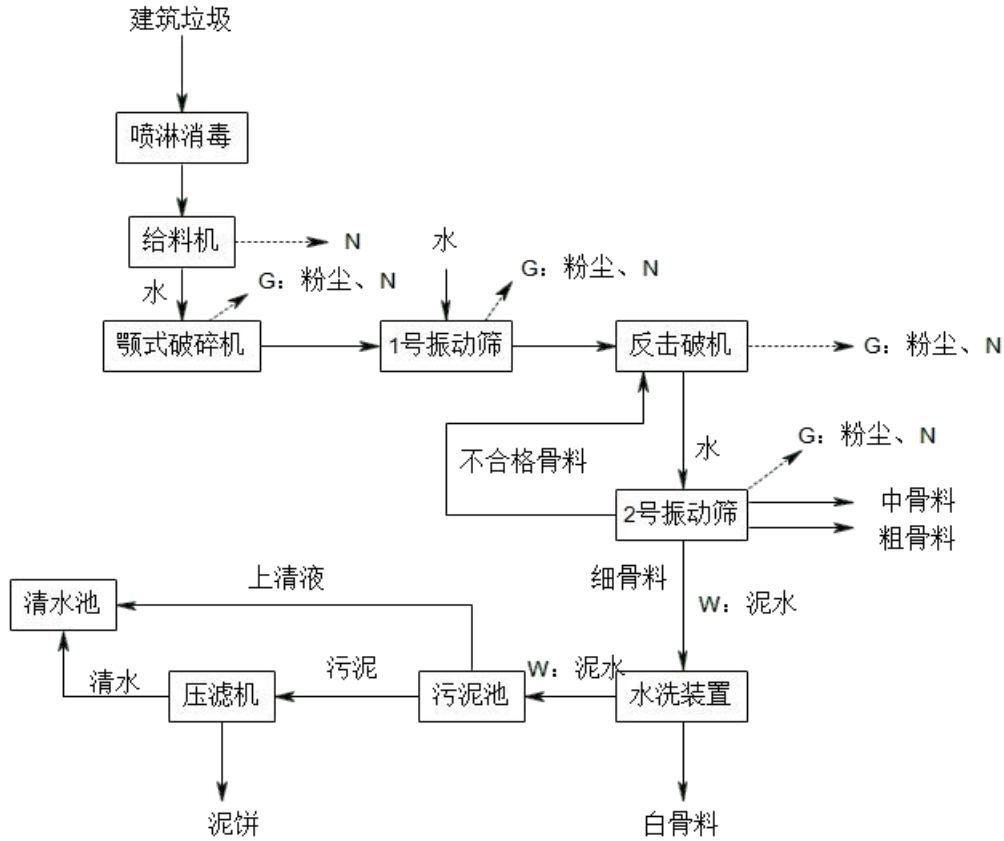 建筑垃圾
喷淋消毒
给料机
N
水
水
G：粉尘、N
G：粉尘、N
颚式破碎机
1号振动筛
反击破机
G：粉尘、N
不合格骨料
水
G：粉尘、N
2号振动筛
中骨料
粗骨料
细骨料
W：泥水
上清液
清水池
清水
压滤机
污泥
污泥池
W：泥水
水洗装置
泥饼
白骨料